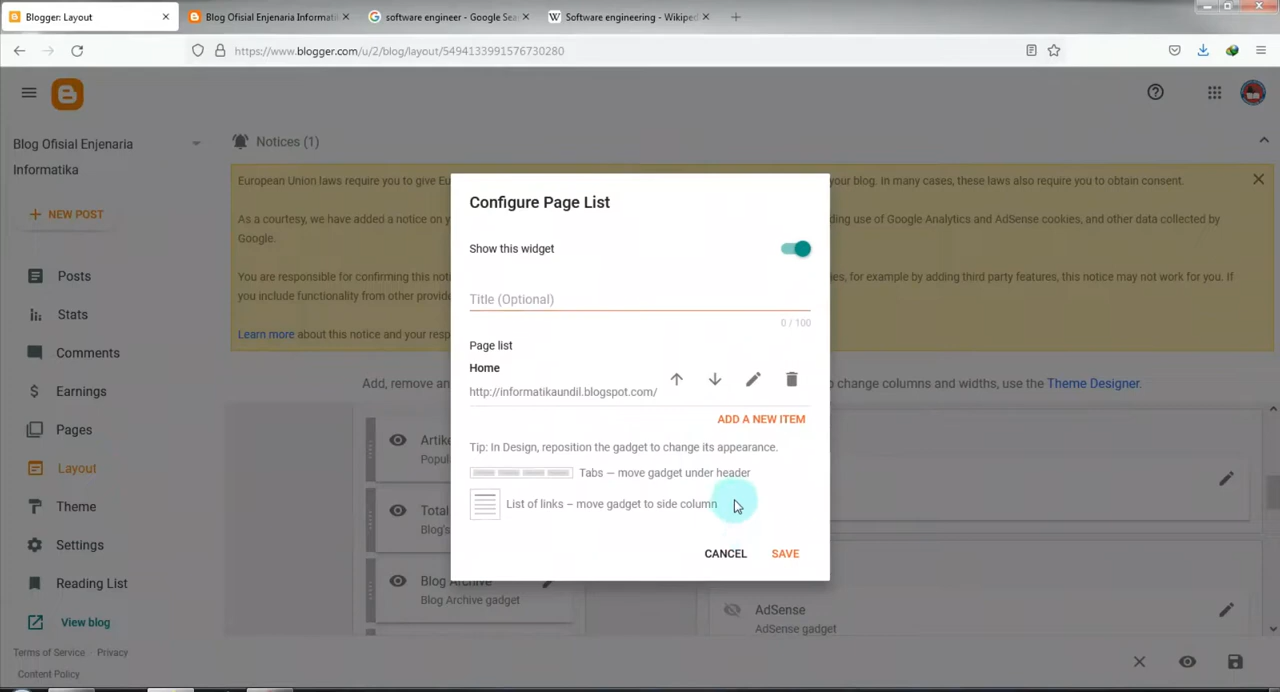 Blogger: Layout
Blog Ofisial Enjenaria Informatik
software engineer - Google Sea
Software engineering - Wikiped
https://www.blogger.com/u/2/blog/layout/5494133991576730280
Blog Ofisial Enjenaria
Informatika
NEW POST
Posts
Stats
Comments
Earnings
Pages
Layout
Theme
Settings
Reading List
View blog
Terms of Service · Privacy
Content Policy
Notices (1)
European Union laws require you to give Eu
your blog. In many cases, these laws also require you to obtain consent.
As a courtesy, we have added a notice on y
ding use of Google Analytics and AdSense cookies, and other data collected by
Google.
You are responsible for confirming this noti
ies, for example by adding third party features, this notice may not work for you. If
you include functionality from other provide
Learn more about this notice and your resp
Add, remove an
o change columns and widths, use the Theme Designer.
Configure Page List
Show this widget
Title (Optional)
0 / 100
Page list
Home
http://informatikaundil.blogspot.com/
ADD A NEW ITEM
Tip: In Design, reposition the gadget to change its appearance.
Tabs — move gadget under header
List of links – move gadget to side column
CANCEL
SAVE
Artike
Popula
Total
Blog's
Blog Archive
Blog Archive gadget
AdSense
AdSense gadget